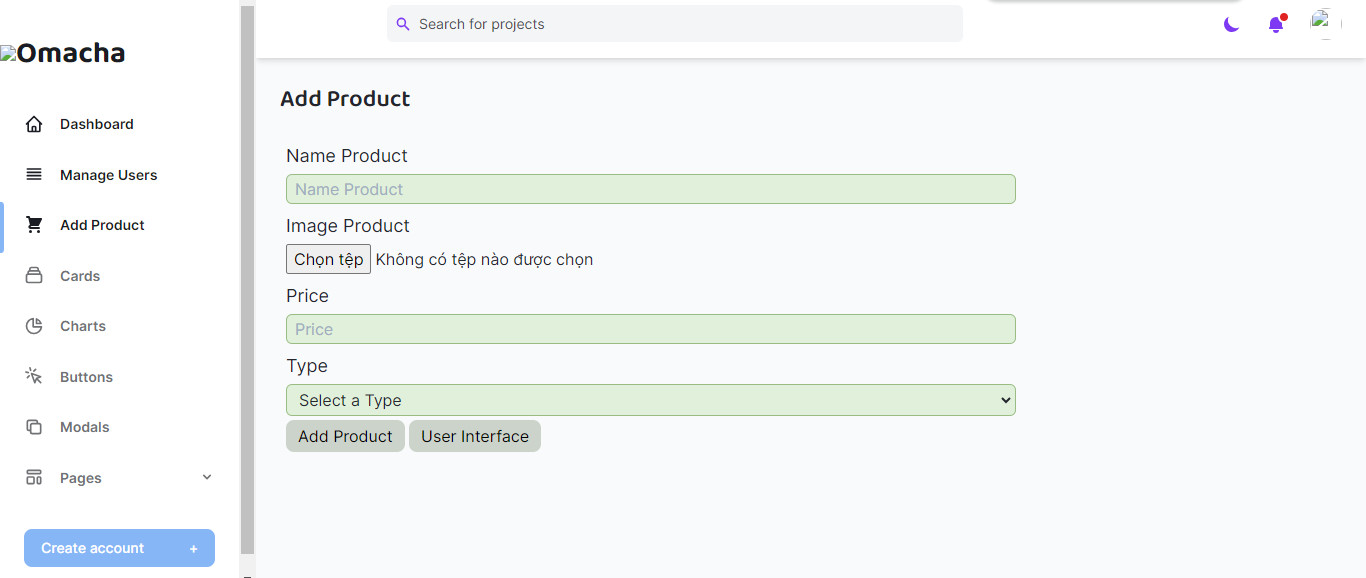 Omacha
Dashboard
Manage Users
Add Product
Cards
Charts
Buttons
Modals
Pages
Create account +
Search for projects
Add Product
Name Product
Name Product
Image Product
Chọn tệp Không có tệp nào được chọn
Price
Price
Type
Select a Type
Add Product User Interface